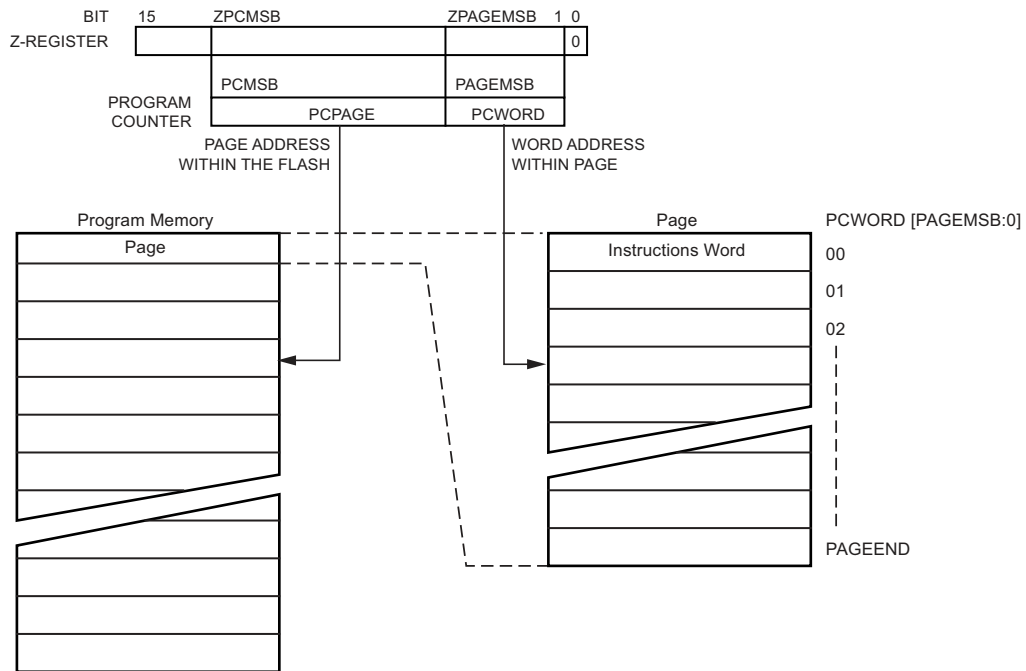 BIT 15 ZPCMSB ZPAGEMSB 1 0
Z-REGISTER 0
PCMSB PAGEMSB
PROGRAM
COUNTER
PCPAGE PCWORD
PAGE ADDRESS
WITHIN THE FLASH
WORD ADDRESS
WITHIN PAGE
Program Memory
Page
Page
Instructions Word
PCWORD [PAGEMSB:0]
00
01
02
PAGEEND